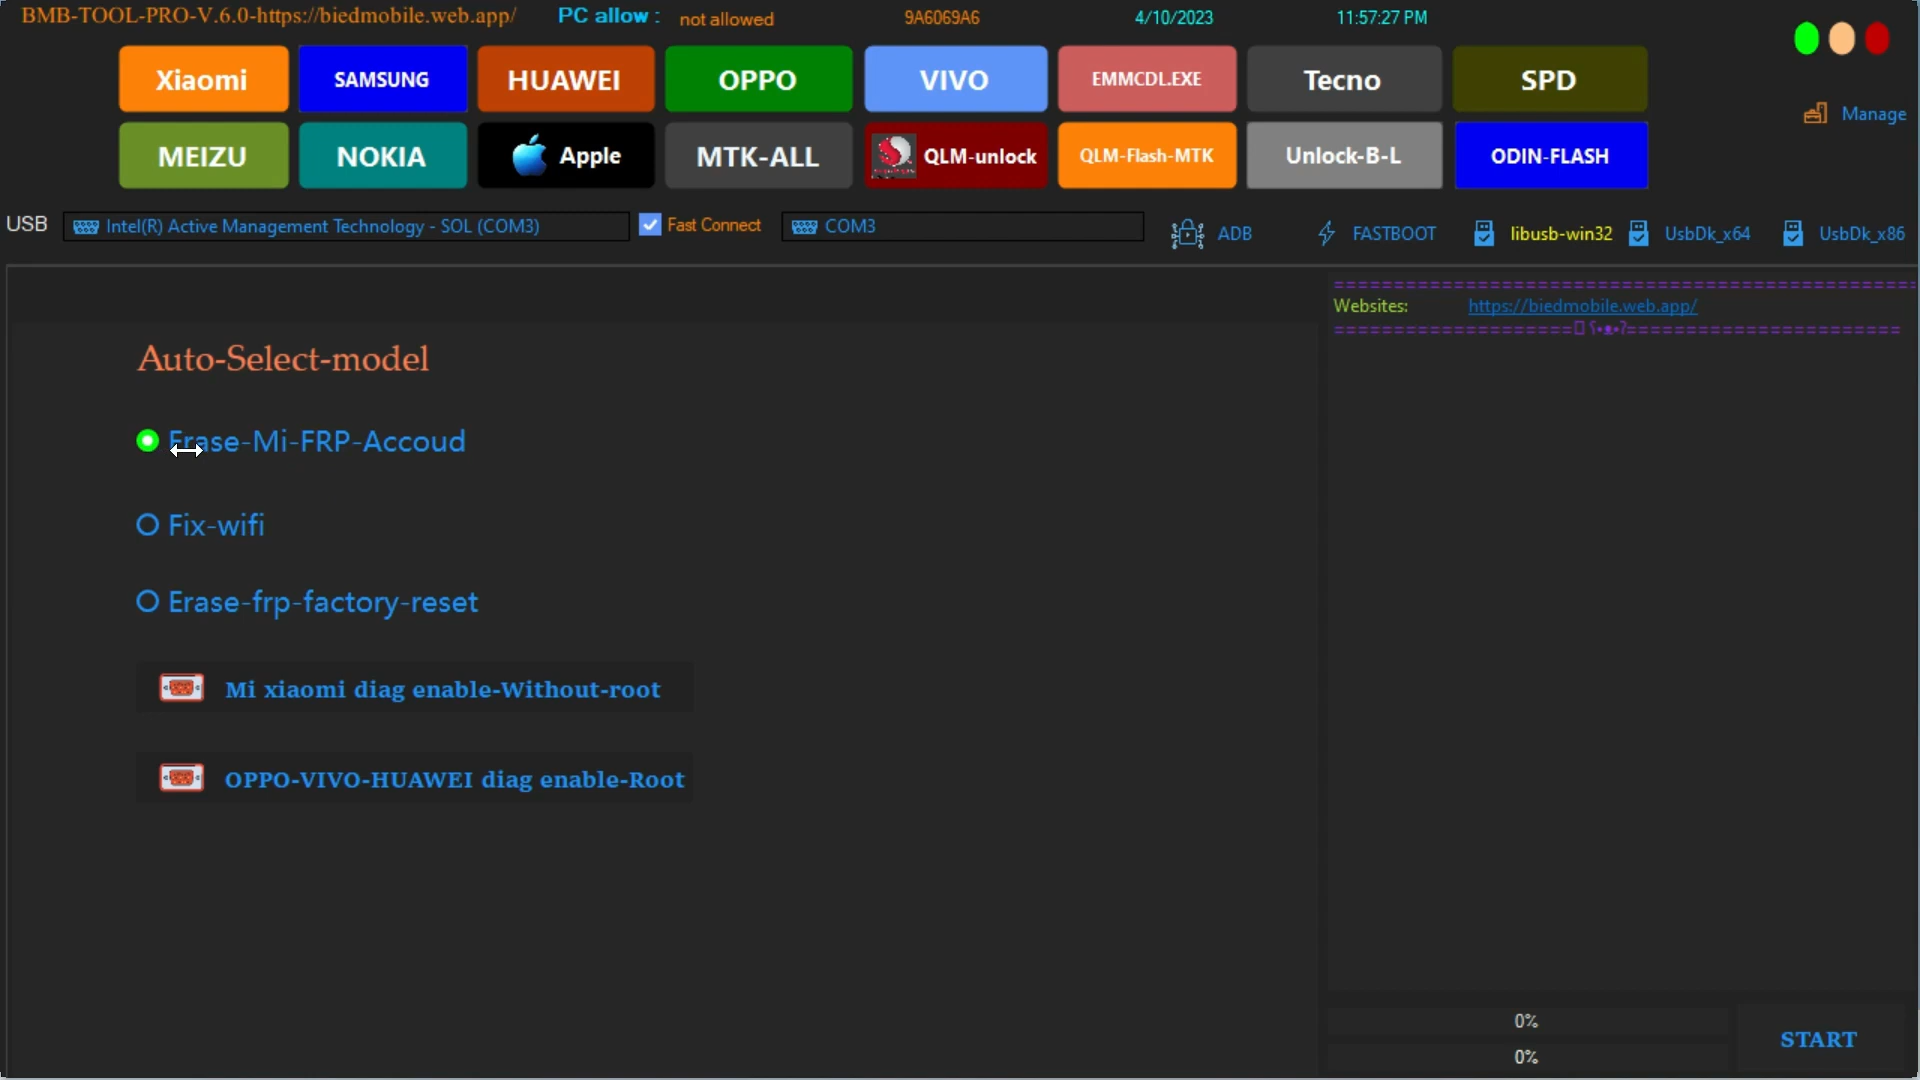 BMB-TOOL-PRO-V.6.0-https://biedmobile.web.app/ PC allow : not allowed 9A6069A6 4/10/2023 11:57:27 PM
Xiaomi SAMSUNG HUAWEI OPPO VIVO EMMCDL.EXE Tecno SPD
Manage
MEIZU NOKIA Apple MTK-ALL QLM-unlock QLM-Flash-MTK Unlock-B-L ODIN-FLASH
USB Intel(R) Active Management Technology - SOL (COM3) Fast Connect COM3 ADB FASTBOOT libusb-win32 UsbDk_x64 UsbDk_x86
Websites: https://biedmobile.web.app/
Auto-Select-model
Erase-Mi-FRP-Accoud
Fix-wifi
Erase-frp-factory-reset
Mi xiaomi diag enable-Without-root
OPPO-VIVO-HUAWEI diag enable-Root
0%
START
0%